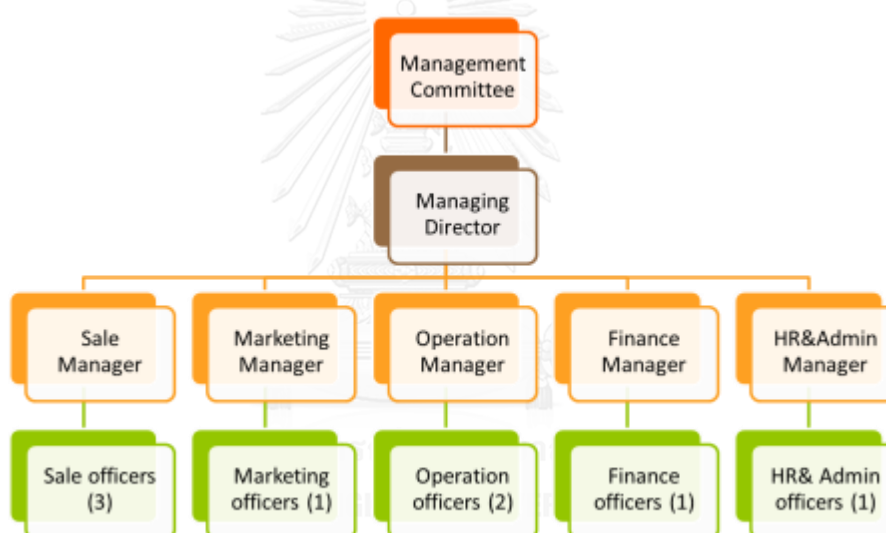 Management
Committee
Managing
Director
Sale
Manager
Marketing
Manager
Operation
Manager
Finance
Manager
HR&Admin
Manager
Sale officers
(3)
Marketing
officers (1)
Operation
officers (2)
Finance
officers (1)
HR& Admin
officers (1)